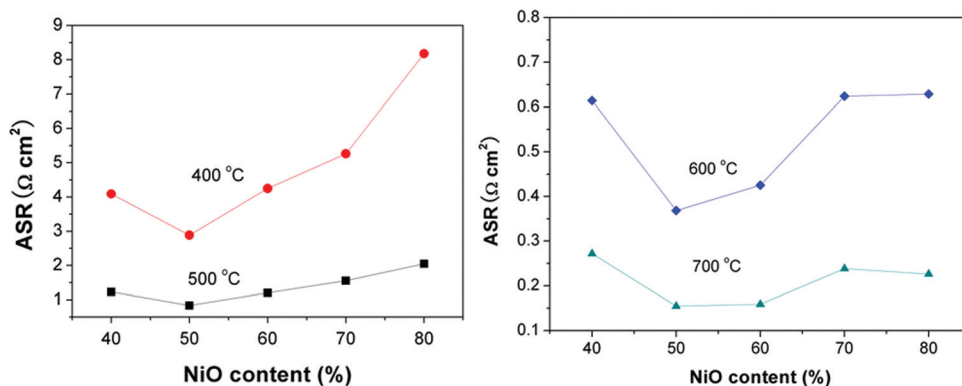 ASR (Ω cm²)
9
8
7
6
5
4
3
2
1
400 °C
500 °C
40 50 60 70 80
NiO content (%)
ASR (Ω cm²)
0.8
0.7
0.6
0.5
0.4
0.3
0.2
0.1
600 °C
700 °C
40 50 60 70 80
NiO content (%)